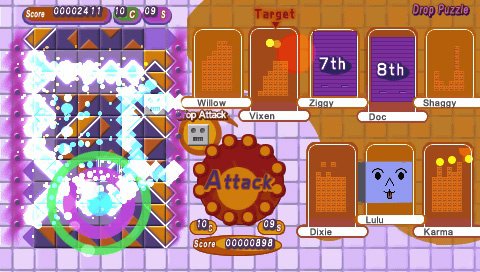 Score 00002411 10 C 09 S
Target
Drop Puzzle
7th
8th
Willow
Vixen
Ziggy
Doc
Shaggy
op Attack
Attack
10 S 09 S
Score 00000898
Dixie
Lulu
Karma